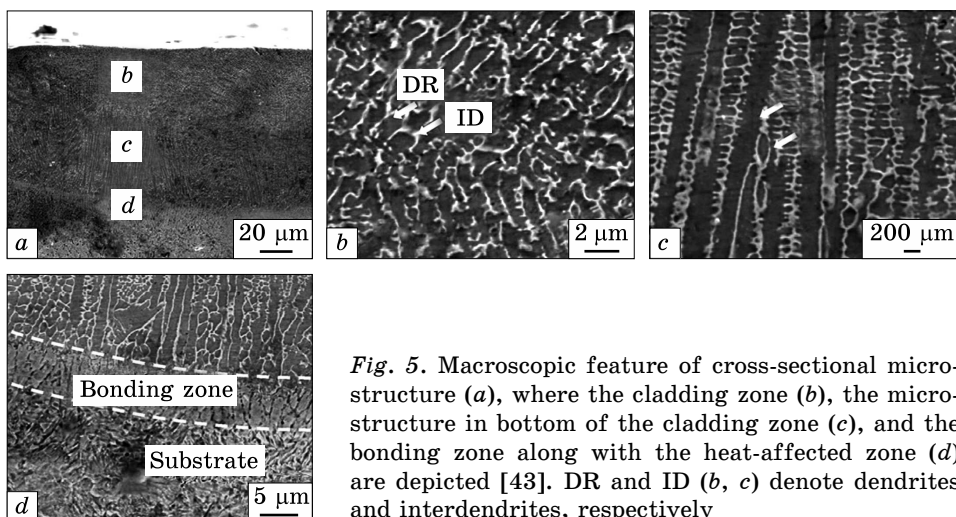 b
c
d
a
20 μm
DR
ID
b
2 μm
c
200 μm
Bonding zone
Substrate
d
5 μm
Fig. 5. Macroscopic feature of cross-sectional micro-
structure (a), where the cladding zone (b), the micro-
structure in bottom of the cladding zone (c), and the
bonding zone along with the heat-affected zone (d)
are depicted [43]. DR and ID (b, c) denote dendrites
and interdendrites, respectively